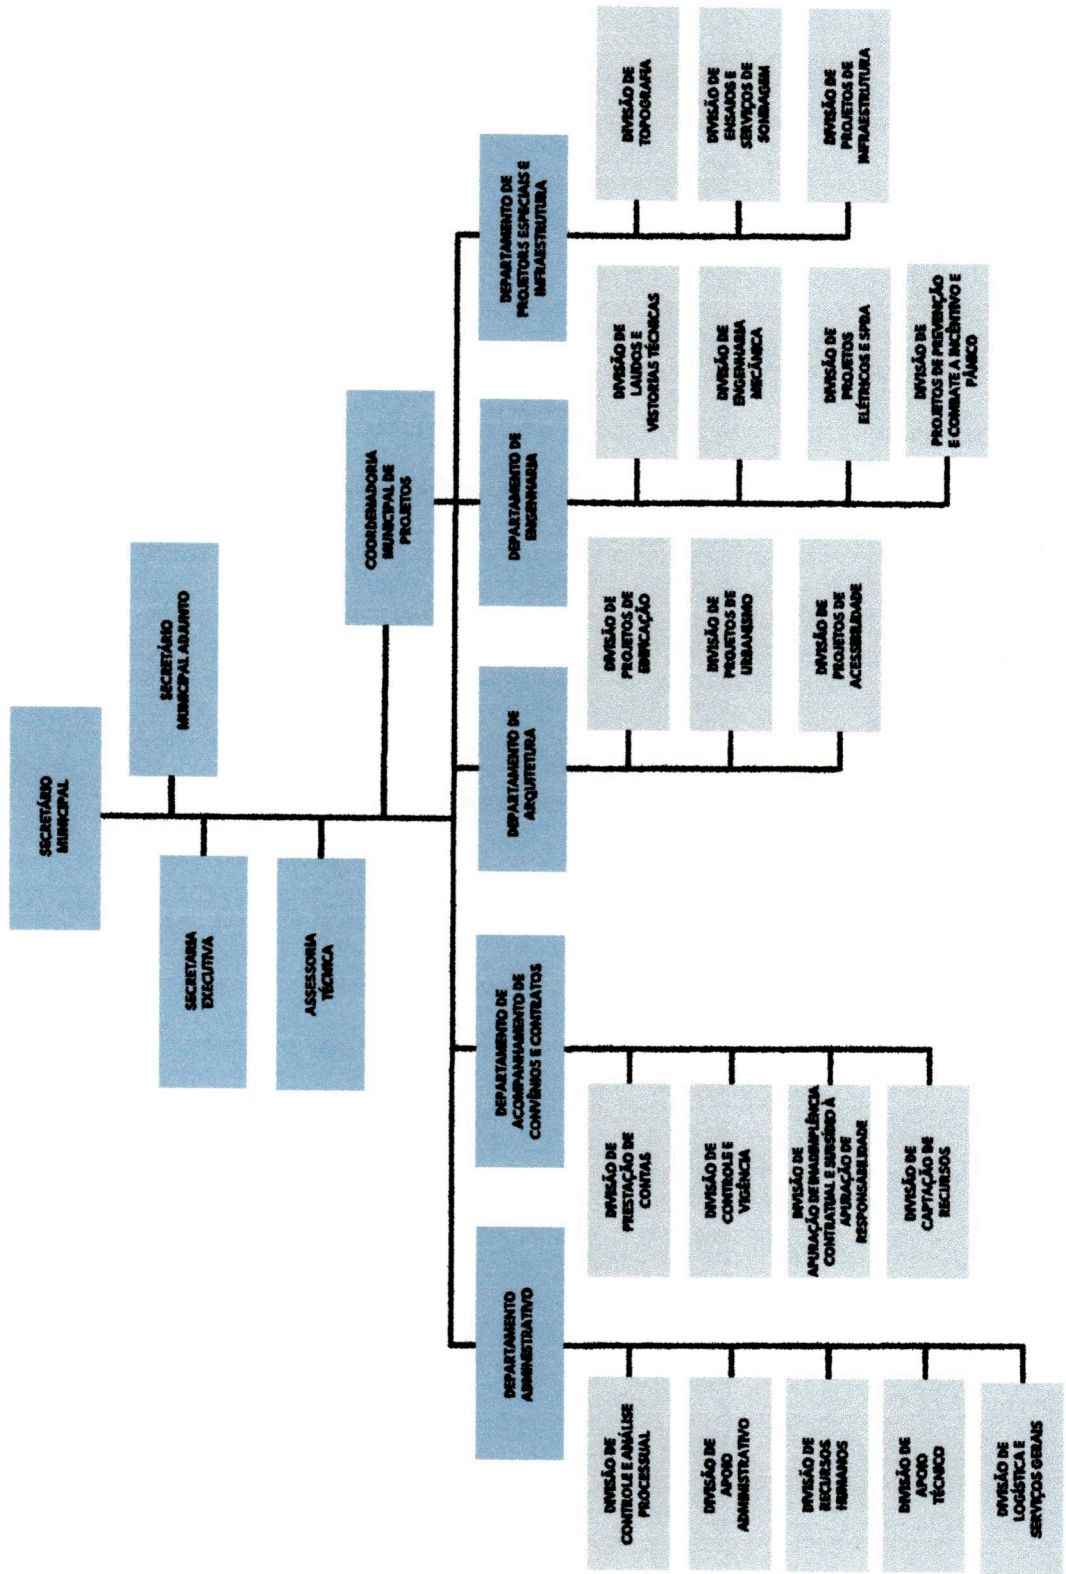 SECRETÁRIO
MUNICIPAL
SECRETÁRIO
MUNICIPAL ADJUNTO
SECRETARIA
EXECUTIVA
ASSESSORIA
TÉCNICA
COORDENADORIA
MUNICIPAL DE
PROJETOS
DEPARTAMENTO
ADMINISTRATIVO
DEPARTAMENTO DE
ACOMPANHAMENTO DE
CONVÊNIOS E CONTRATOS
DEPARTAMENTO DE
ARQUITETURA
DEPARTAMENTO DE
ENGENHARIA
DEPARTAMENTO DE
PROJETORS ESPECIAIS E
INFRAESTRUTURA
DIVISÃO DE
CONTROLE E ANÁLISE
PROCESSUAL
DIVISÃO DE
APOIO
ADMINISTRATIVO
DIVISÃO DE
RECURSOS
HUMANOS
DIVISÃO DE
APOIO
TÉCNICO
DIVISÃO DE
LOGÍSTICA E
SERVIÇOS GERAIS
DIVISÃO DE
PRESTAÇÃO DE
CONTAS
DIVISÃO DE
CONTROLE E
VIGÊNCIA
DIVISÃO DE
APURAÇÃO DE INADIMPLÊNCIA
CONTRATUAL E SUBSÍDRIO À
APURAÇÃO DE
RESPONSABILIDADE
DIVISÃO DE
CAPTAÇÃO DE
RECURSOS
DIVISÃO DE
PROJETOS DE
EDIFICAÇÃO
DIVISÃO DE
PROJETOS DE
URBANISMO
DIVISÃO DE
PROJETOS DE
ACESSIBILIDADE
DIVISÃO DE
LAUDOS E
VISTORIAS TÉCNICAS
DIVISÃO DE
ENGENHARIA
MECÂNICA
DIVISÃO DE
PROJETOS
ELÉTRICOS E SPDA
DIVISÃO DE
PROJETOS DE PREVENÇÃO
E COMBATE A INCÊNTIVO E
PÂNICO
DIVISÃO DE
TOPOGRAFIA
DIVISÃO DE
ENSAIOS E
SERVIÇOS DE
SONDAGEM
DIVISÃO DE
PROJETOS DE
INFRAESTRUTURA